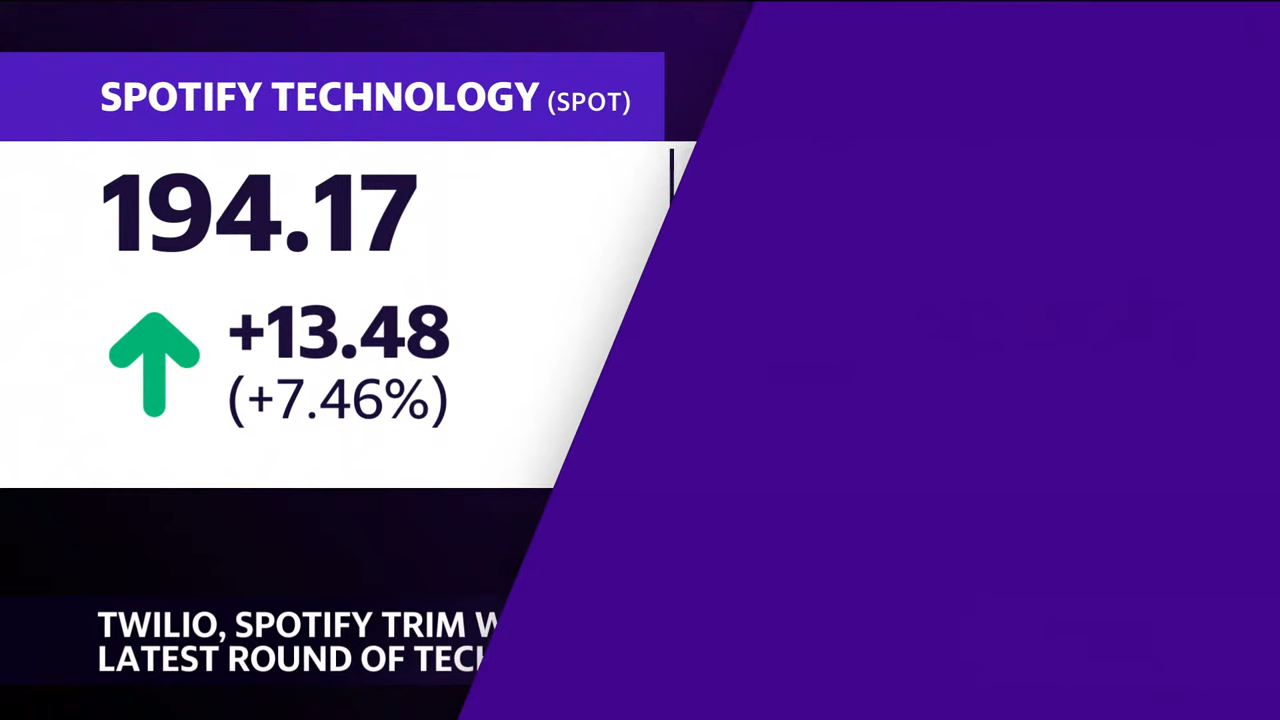 SPOTIFY TECHNOLOGY (SPOT)
194.17
+13.48
(+7.46%)
TWILIO, SPOTIFY TRIM
LATEST ROUND OF